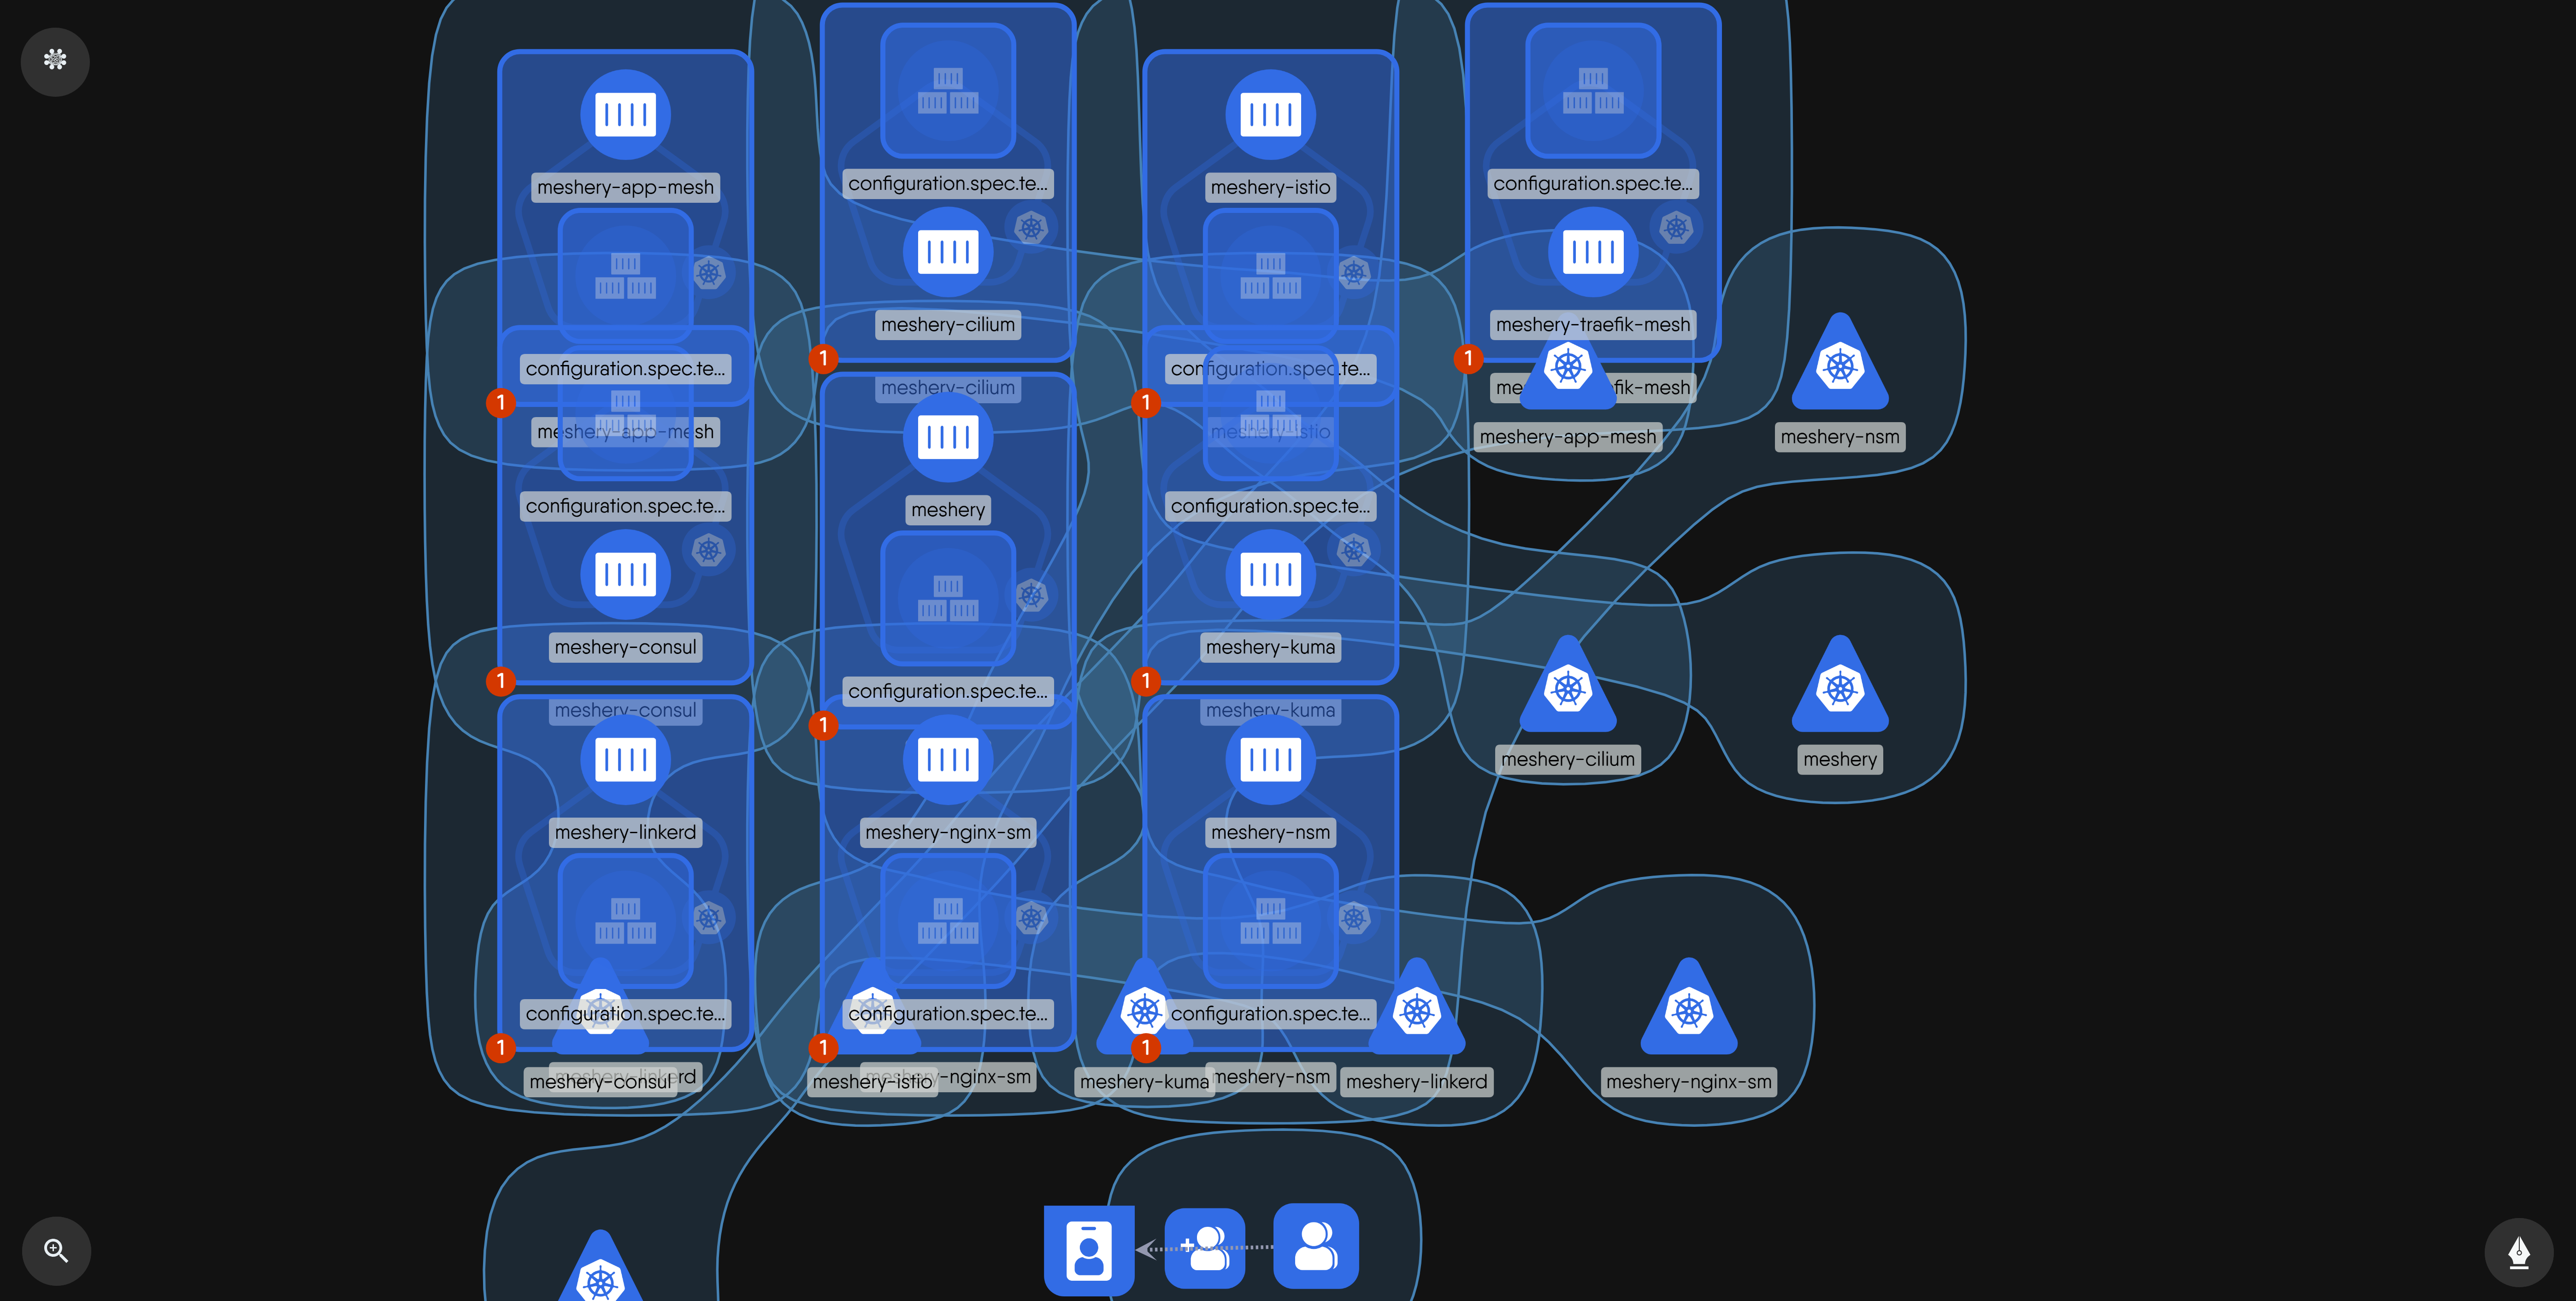 meshery-app-mesh
configuration.spec.te...
meshery-istio
configuration.spec.te...
meshery-cilium
meshery-traefik-mesh
configuration.spec.te...
1
meshery-cilium
configuration.spec.te...
1
1
1
meshery-app-mesh
meshery-istio
meshery-app-mesh
meshery-nsm
configuration.spec.te...
meshery
configuration.spec.te...
meshery-consul
meshery-kuma
1
configuration.spec.te...
1
meshery-consul
1
meshery-kuma
meshery-cilium
meshery
meshery-linkerd
meshery-nginx-sm
meshery-nsm
configuration.spec.te...
configuration.spec.te...
configuration.spec.te...
1
1
1
meshery-consul
meshery-istio
meshery-nginx-sm
meshery-kuma
meshery-nsm
meshery-linkerd
meshery-nginx-sm